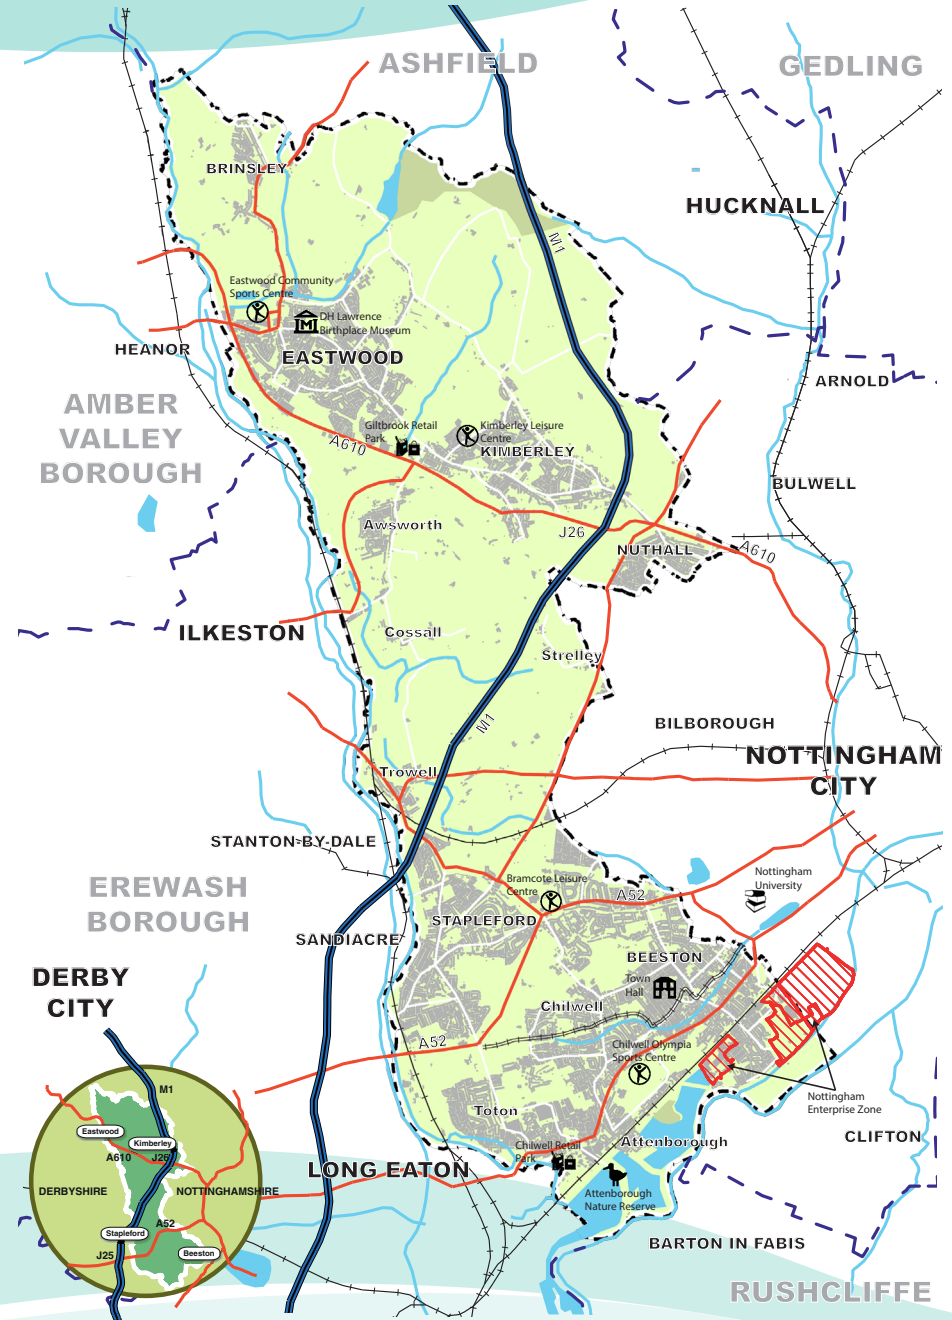 ASHFIELD
GEDLING
BRINSLEY
HUCKNALL
M1
Eastwood Community
Sports Centre
DH Lawrence
Birthplace Museum
HEANOR
EASTWOOD
ARNOLD
AMBER
VALLEY
BOROUGH
Giltbrook Retail
Park
Kimberley Leisure
Centre
KIMBERLEY
A610
BULWELL
Awsworth
J26
NUTHALL
A610
ILKESTON
Cossall
Strelley
M1
BILBOROUGH
NOTTINGHAM
CITY
Trowell
STANTON-BY-DALE
EREWASH
BOROUGH
Bramcote Leisure
Centre
A52
Nottingham
University
STAPLEFORD
SANDIACRE
BEESTON
DERBY
CITY
Town
Hall
Chilwell
A52
Chilwell Olympia
Sports Centre
Nottingham
Enterprise Zone
Toton
Attenborough
CLIFTON
Chilwell Retail
Park
LONG EATON
Attenborough
Nature Reserve
BARTON IN FABIS
RUSHCLIFFE
M1
Eastwood
Kimberley
A610
J26
DERBYSHIRE
NOTTINGHAMSHIRE
A52
Stapleford
J25
Beeston